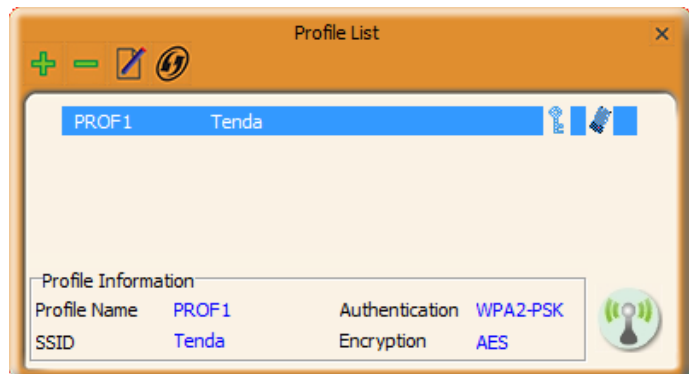 Profile List
PROF1 Tenda
Profile Information
Profile Name PROF1 Authentication WPA2-PSK
SSID Tenda Encryption AES